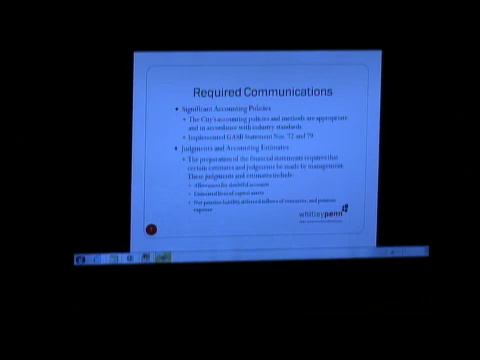 Required Communications
• Significant Accounting Policies
• The City's accounting policies and methods are appropriate
and in accordance with industry standards
• Implemented GASB Statement Nos. 72 and 79
• Judgments and Accounting Estimates
• The preparation of the financial statements requires that
certain estimates and judgments be made by management.
These judgments and estimates include:
• Allowances for doubtful accounts
• Estimated lives of capital assets
• Net pension liability, deferred inflows of resources, and pension
expense
whitleypenn